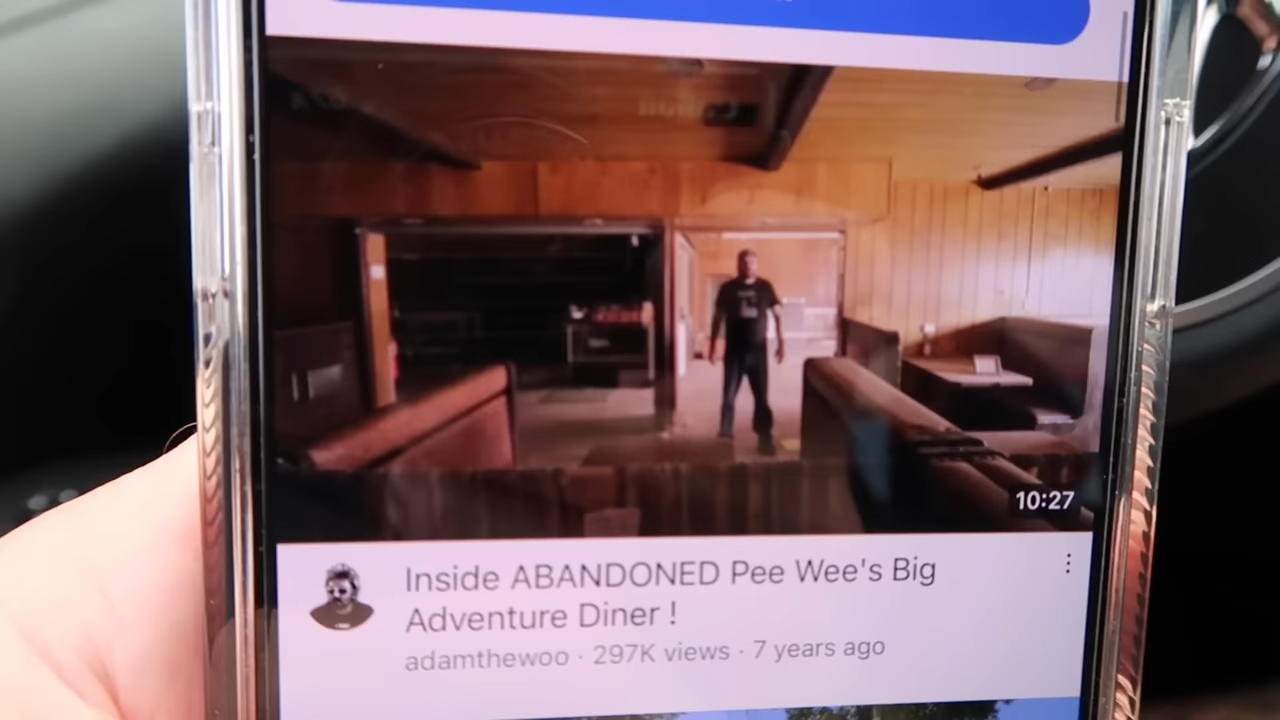 10:27
Inside ABANDONED Pee Wee's Big
Adventure Diner !
adamthewoo · 297K views · 7 years ago